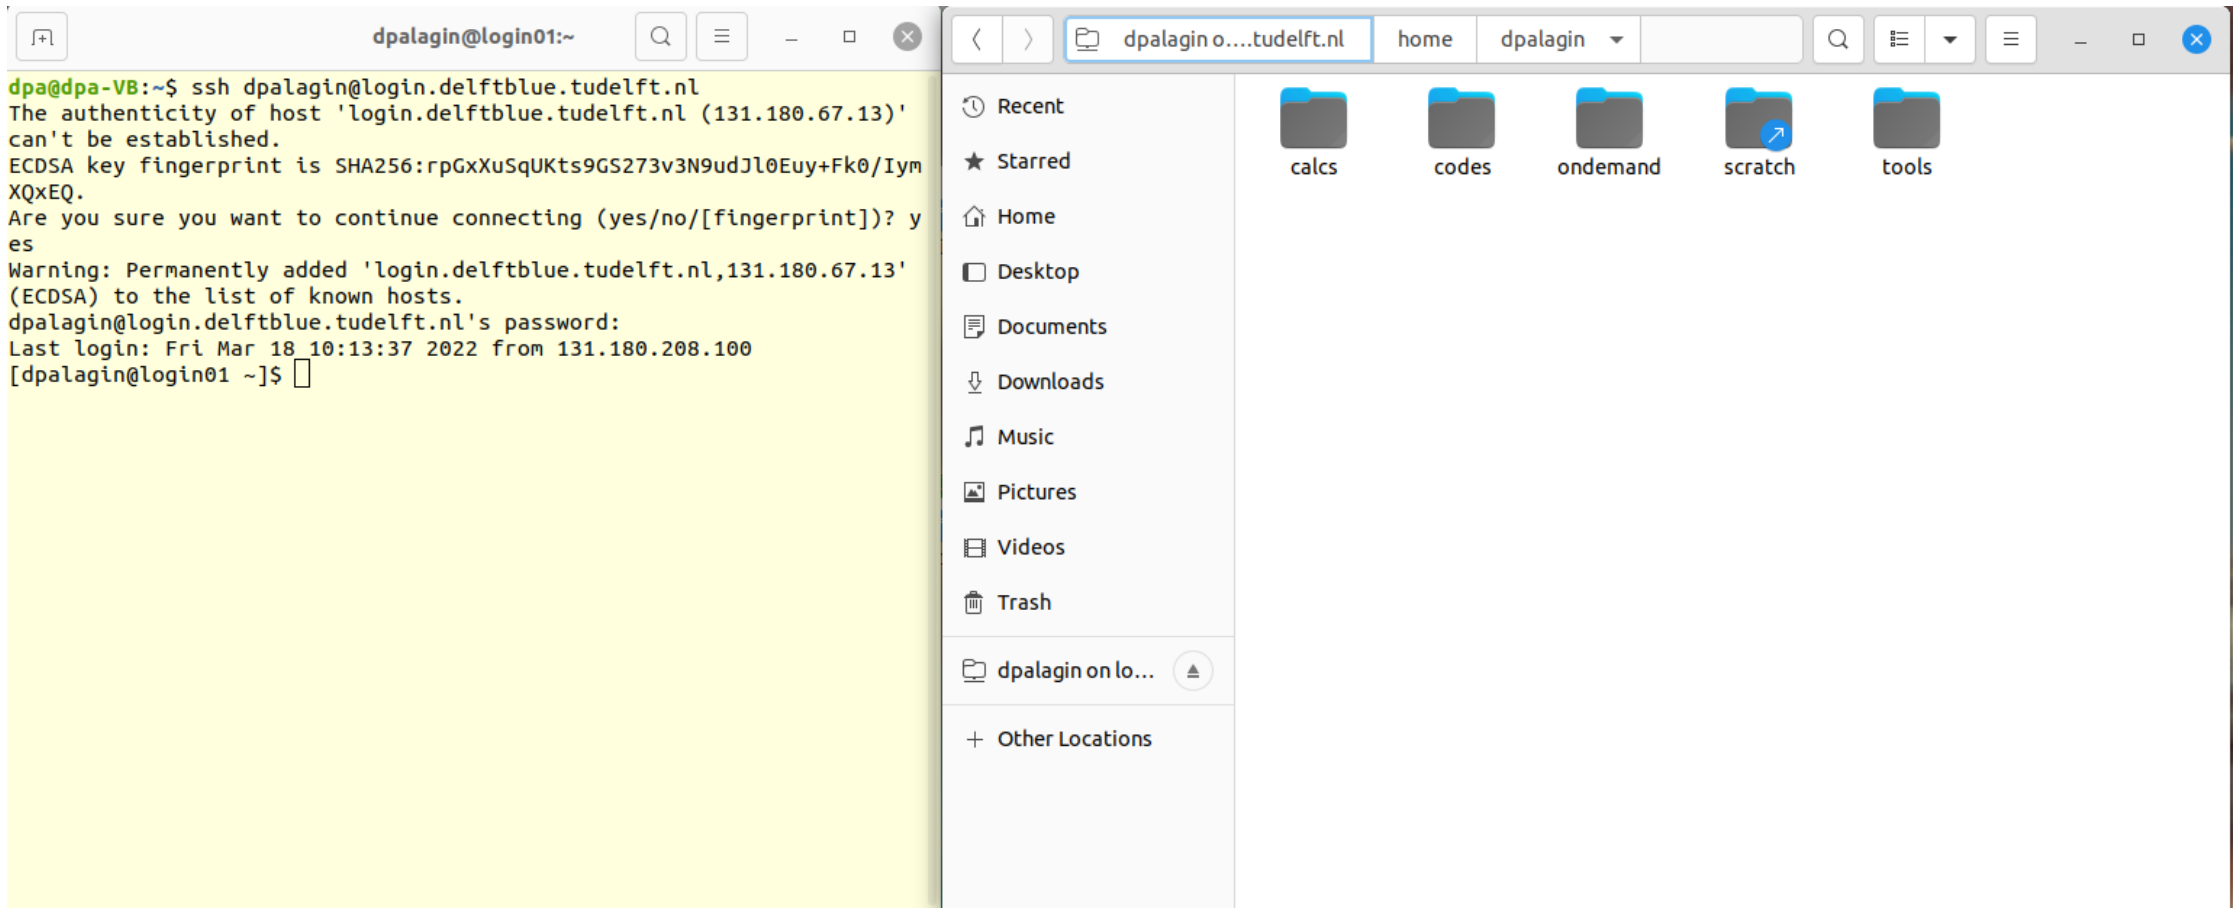 dpalagin@login01:~
dpa@dpa-VB:~$ ssh dpalagin@login.delftblue.tudelft.nl
The authenticity of host 'login.delftblue.tudelft.nl (131.180.67.13)'
can't be established.
ECDSA key fingerprint is SHA256:rpGxXuSqUKts9GS273v3N9udJl0Euy+Fk0/Iym
XQxEQ.
Are you sure you want to continue connecting (yes/no/[fingerprint])? y
es
Warning: Permanently added 'login.delftblue.tudelft.nl,131.180.67.13'
(ECDSA) to the list of known hosts.
dpalagin@login.delftblue.tudelft.nl's password:
Last login: Fri Mar 18 10:13:37 2022 from 131.180.208.100
[dpalagin@login01 ~]$
dpalagin o....tudelft.nl home dpalagin
Recent
Starred
Home
Desktop
Documents
Downloads
Music
Pictures
Videos
Trash
dpalagin on lo...
Other Locations
calcs codes ondemand scratch tools